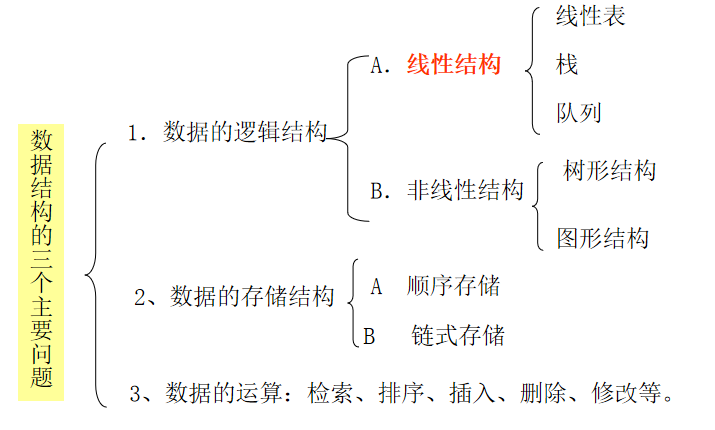 数据结构的三个主要问题
1. 数据的逻辑结构
A. 线性结构
线性表
栈
队列
B. 非线性结构
树形结构
图形结构
2、数据的存储结构
A 顺序存储
B 链式存储
3、数据的运算：检索、排序、插入、删除、修改等。